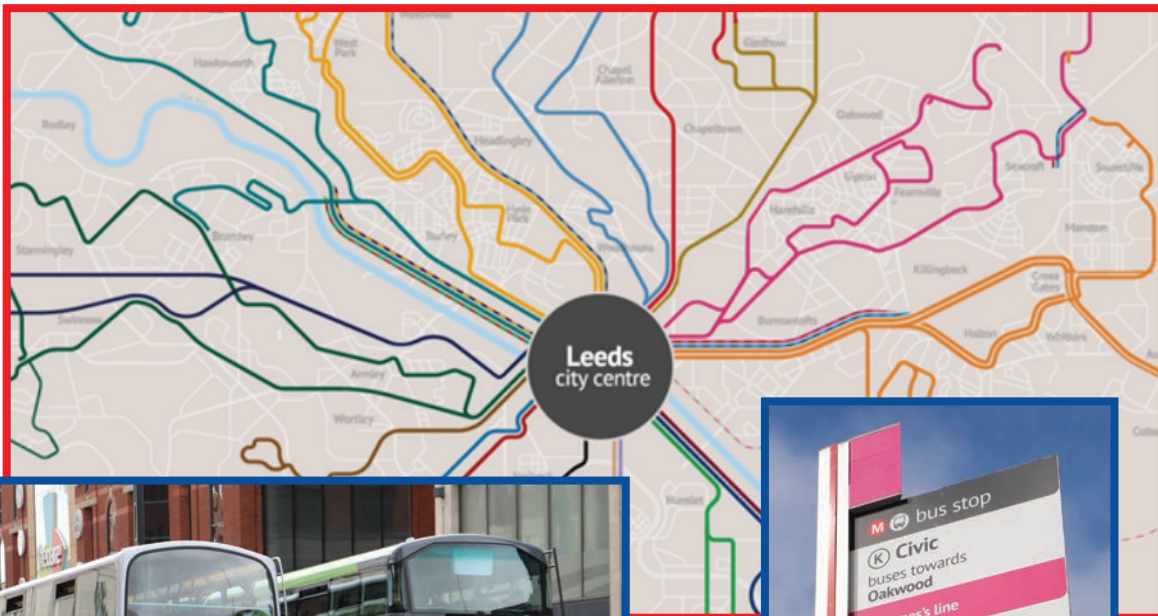 West
Park
Hawksworth
Gledhow
Chapel
Allerton
Rodley
Headingley
Chapeltown
Oakwood
Gipton
Seacroft
Fearnville
Hyde
Park
Harehills
Manston
Stanningley
Bramley
Burley
Killingbeck
Cross
Gates
Swinnow
Burmantofts
Halton
Whitkirk
Leeds
city centre
Armley
Wortley
Hunslet
M bus stop
K Civic
buses towards
Oakwood